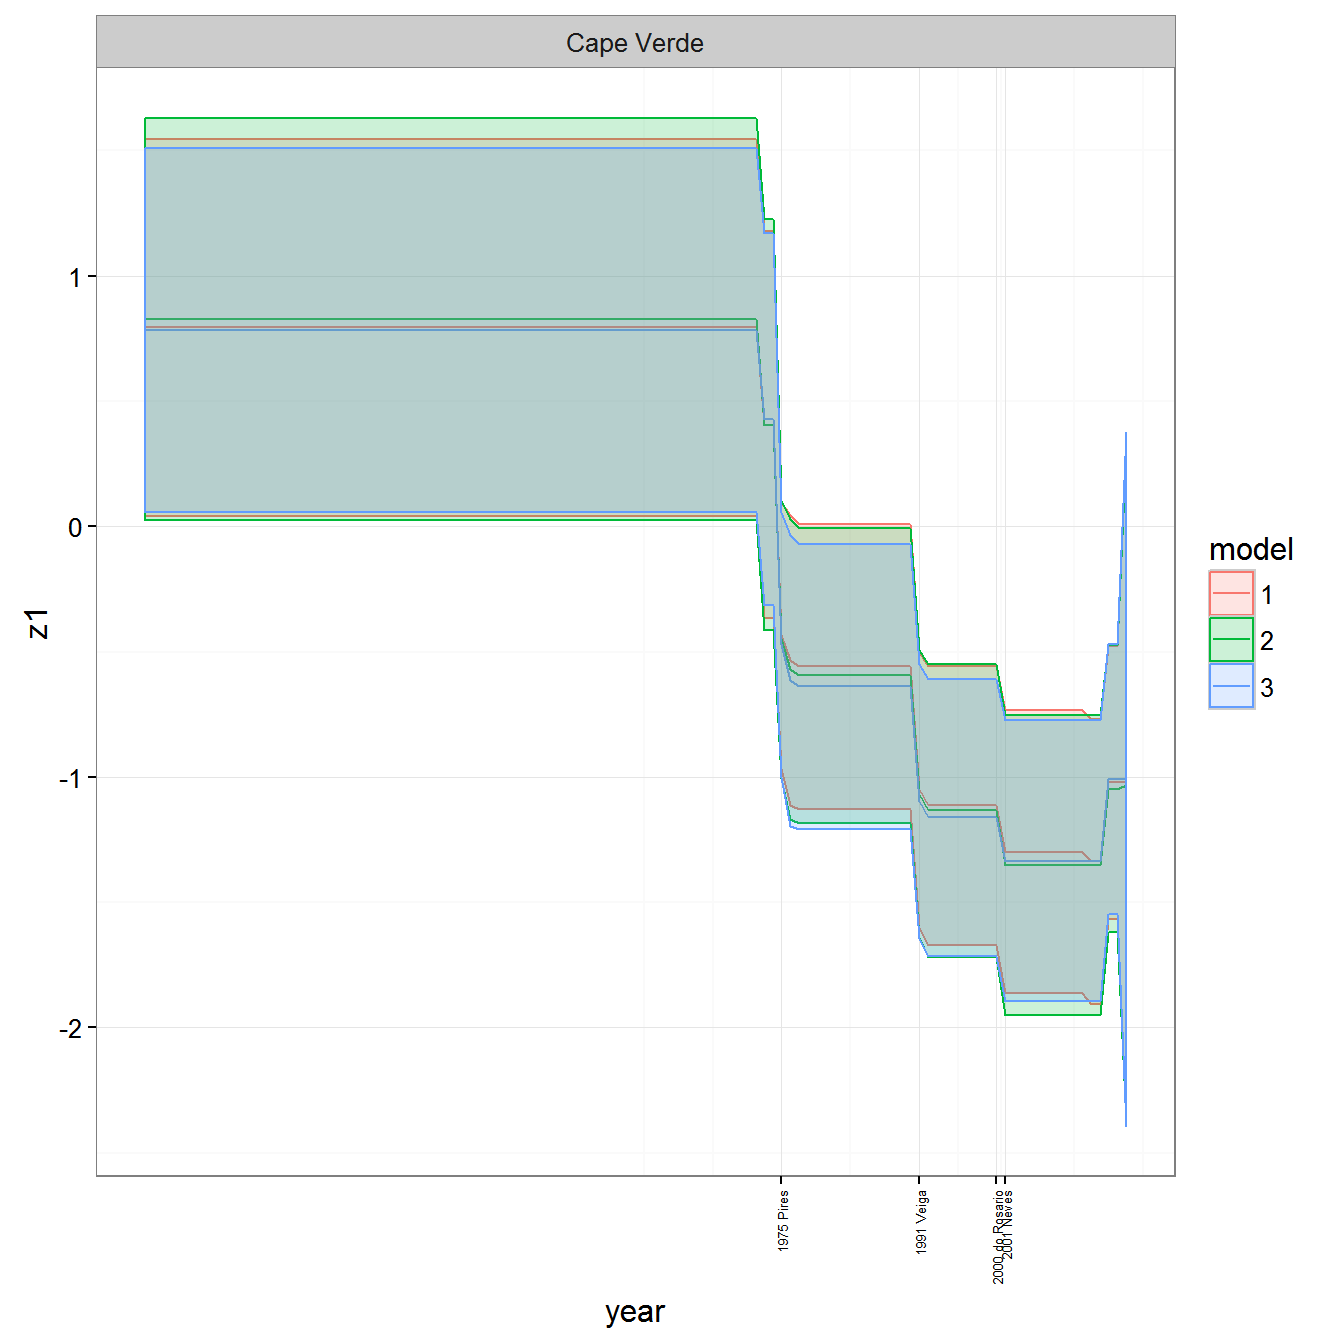 Cape Verde
z1
1
0
-1
-2
1975 Pires
1991 Veiga
2000 do Rosario
2001 Neves
year
model
1
2
3